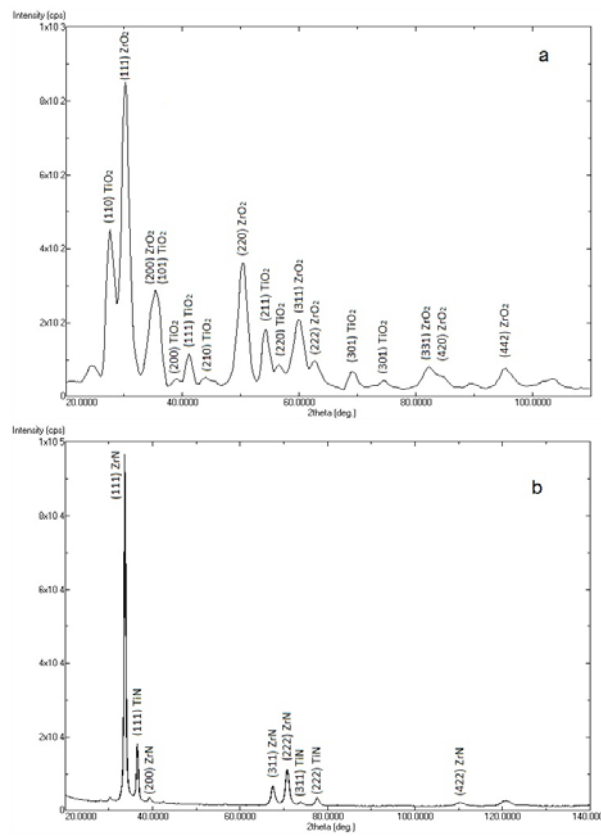 Intensity (cps)
1x10 3
a
(111) ZrO2
8x10 2
6x10 2
(110) TiO2
4x10 2
(200) ZrO2
(101) TiO2
(220) ZrO2
2x10 2
(200) TiO2
(111) TiO2
(210) TiO2
(211) TiO2
(220) TiO2
(311) ZrO2
(222) ZrO2
(301) TiO2
(301) TiO2
(331) ZrO2
(420) ZrO2
(442) ZrO2
0
20.0000 40.0000 60.0000 80.0000 100.0000
2theta (deg.)
Intensity (cps)
1x10 5
b
(111) ZrN
8x10 4
6x10 4
4x10 4
2x10 4
(111) TiN
(200) ZrN
(311) ZrN
(222) ZrN
(311) TiN
(222) TiN
(422) ZrN
0
20.0000 40.0000 60.0000 80.0000 100.0000 120.0000 140.0000
2theta (deg.)